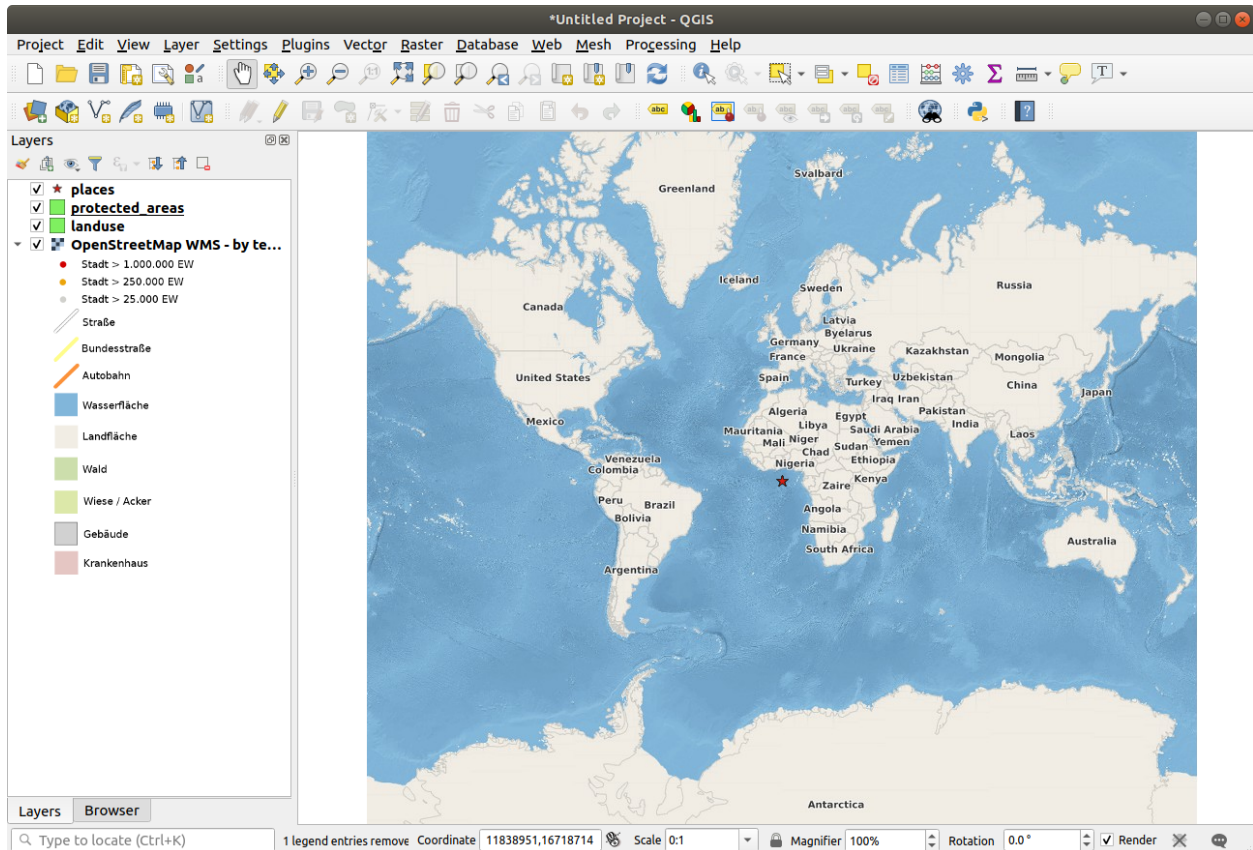 *Untitled Project - QGIS
Project Edit View Layer Settings Plugins Vector Raster Database Web Mesh Processing Help
1:1
T
abc
abc
?
Layers
places
protected_areas
landuse
OpenStreetMap WMS - by te...
Stadt > 1.000.000 EW
Stadt > 250.000 EW
Stadt > 25.000 EW
Straße
Bundesstraße
Autobahn
Wasserfläche
Landfläche
Wald
Wiese / Acker
Gebäude
Krankenhaus
Greenland
Svalbard
Iceland
Sweden
Russia
Canada
Latvia
Byelarus
Germany
Ukraine
France
Kazakhstan
Mongolia
United States
Spain
Turkey
Uzbekistan
China
Japan
Iraq Iran
Mexico
Algeria
Egypt
Pakistan
Libya
India
Mauritania
Saudi Arabia
Laos
Mali
Niger
Sudan
Yemen
Chad
Venezuela
Nigeria
Ethiopia
Colombia
Zaire
Kenya
Peru
Brazil
Angola
Bolivia
Namibia
Australia
South Africa
Argentina
Antarctica
Layers Browser
Type to locate (Ctrl+K) 1 legend entries remove Coordinate 11838951,16718714 Scale 0:1 Magnifier 100% Rotation 0.0 ° Render